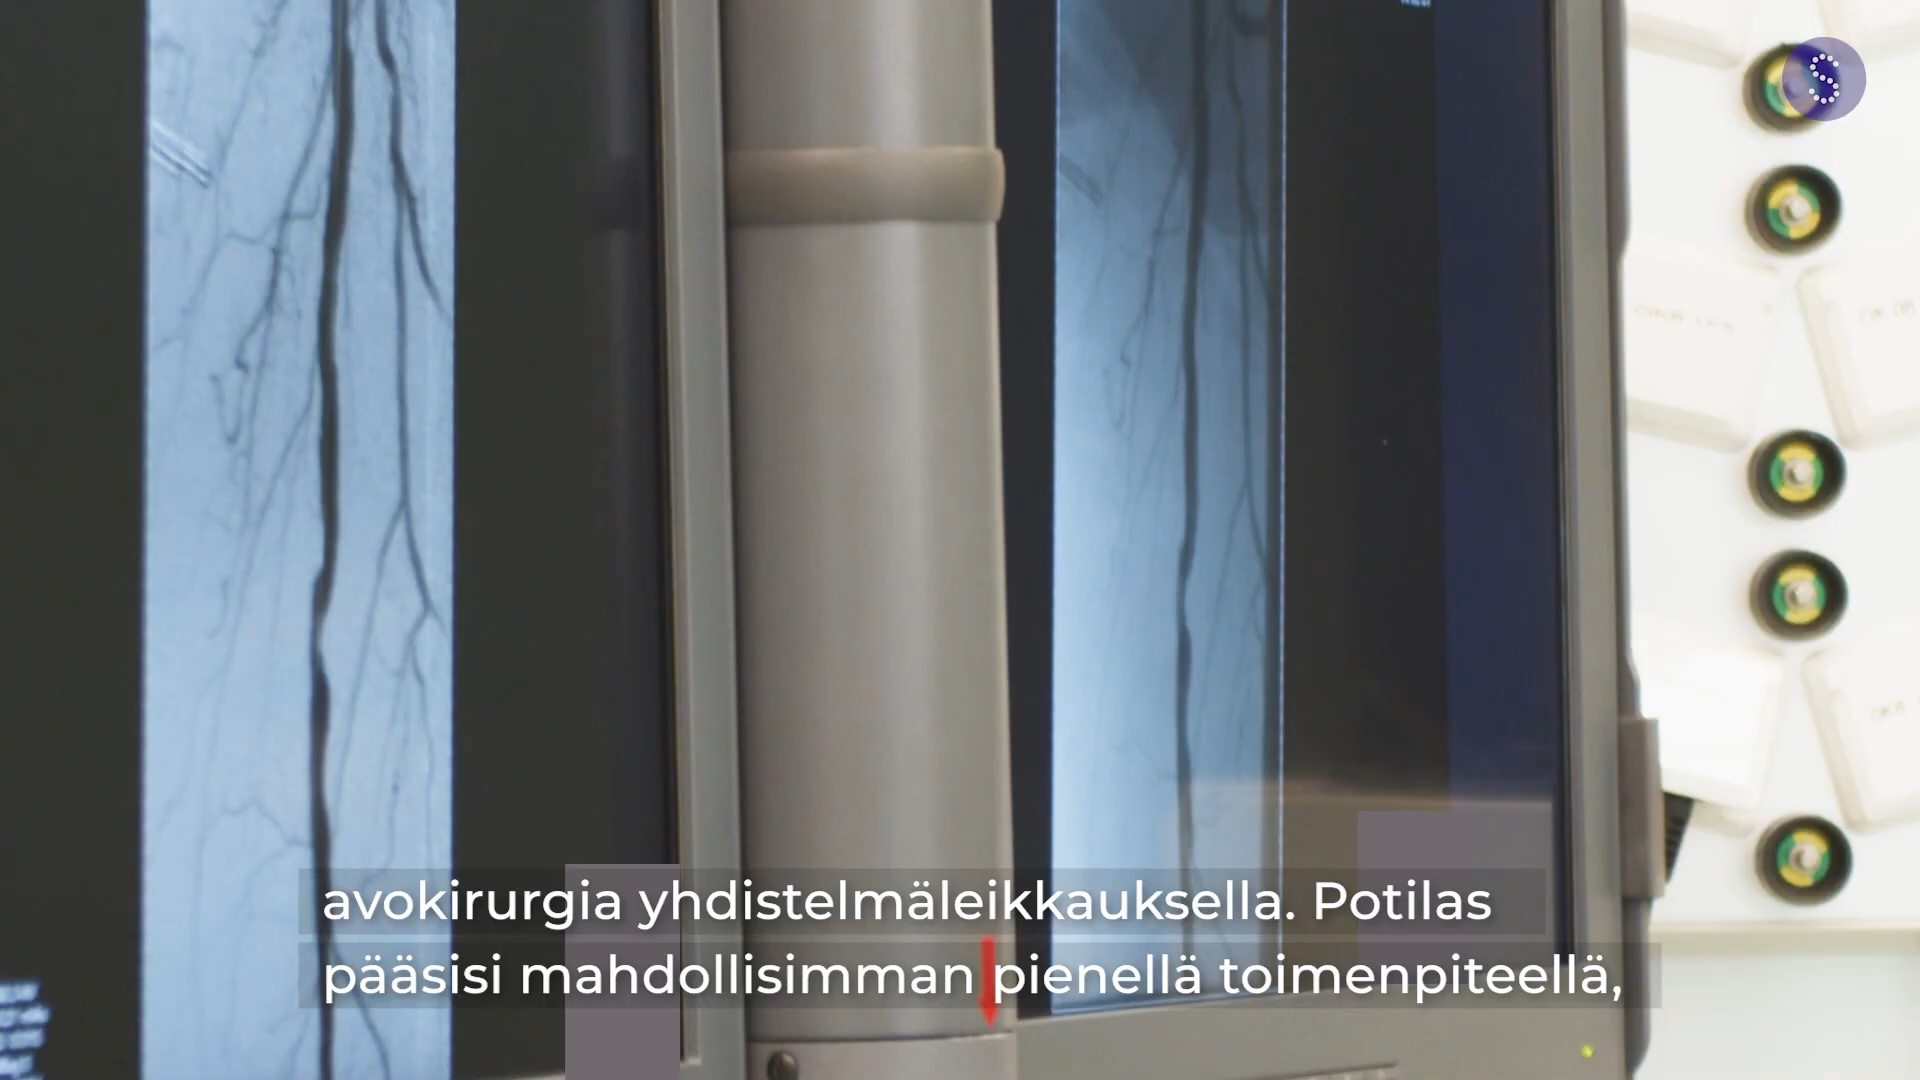 S
avokirurgia yhdistelmäleikkauksella. Potilas
pääsisi mahdollisimman pienellä toimenpiteellä,